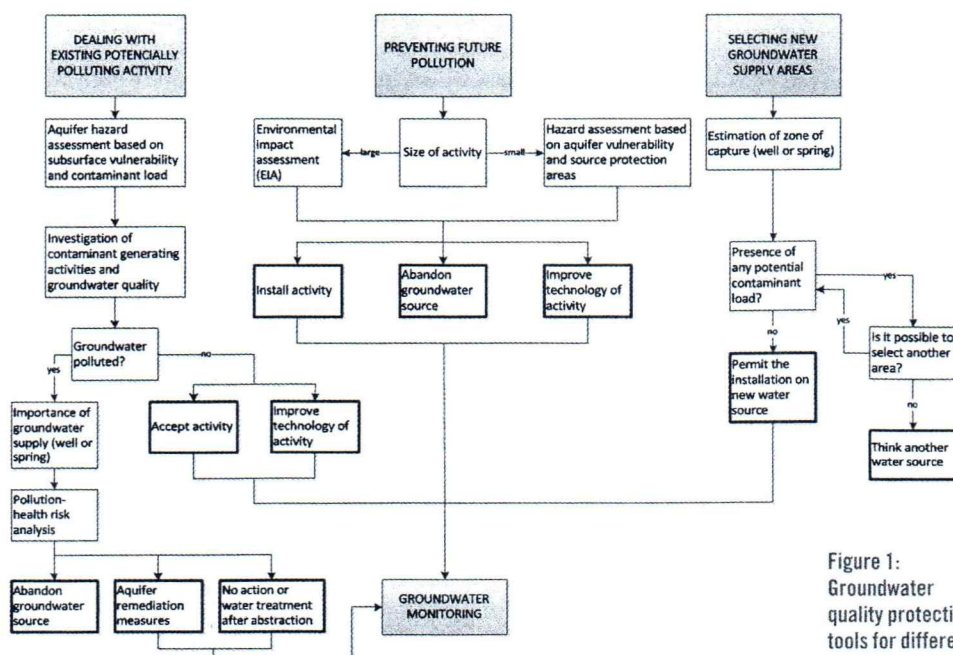 DEALING WITH
EXISTING POTENCIALLY
POLLUTING ACTIVITY
Aquifer hazard
assessment based on
subsurface vulnerability
and contaminant load
Investigation of
contaminant generating
activities and
groundwater quality
Groundwater
polluted?
yes
no
Importance of
groundwater
supply (well or
spring)
Pollution-
health risk
analysis
Abandon
groundwater
source
Aquifer
remediation
measures
No action or
water treatment
after abstraction
Accept activity
Improve
technology of
activity
PREVENTING FUTURE
POLLUTION
Environmental
impact
assessment
(EIA)
large
Size of activity
small
Hazard assessment based
on aquifer vulnerability
and source protection
areas
Install activity
Abandon
groundwater
source
Improve
technology of
activity
GROUNDWATER
MONITORING
SELECTING NEW
GROUNDWATER
SUPPLY AREAS
Estimation of zone of
capture (well or spring)
Presence of
any potential
contaminant
load?
yes
yes
no
Is it possible to
select another
area?
no
Permit the
installation on
new water
source
Think another
water source
Figure 1:
Groundwater
quality protecti
tools for differe